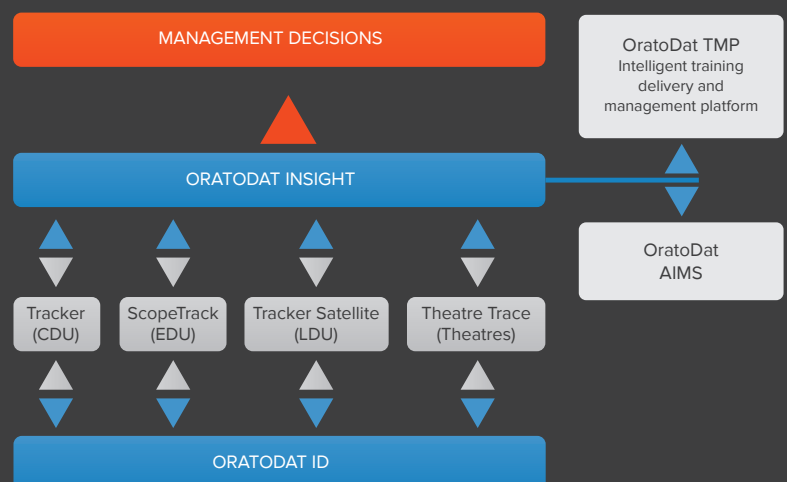 MANAGEMENT DECISIONS
OratoDat TMP
Intelligent training
delivery and
management platform
ORATODAT INSIGHT
OratoDat
AIMS
Tracker
(CDU)
ScopeTrack
(EDU)
Tracker Satellite
(LDU)
Theatre Trace
(Theatres)
ORATODAT ID